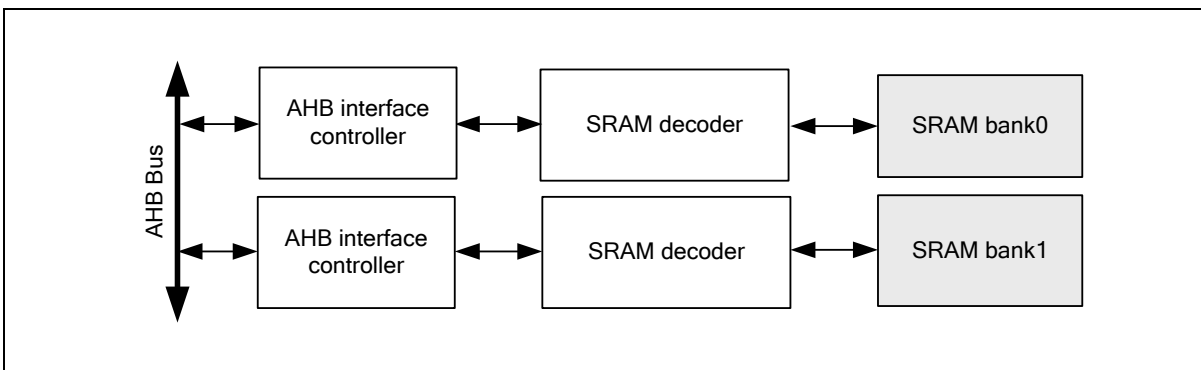 AHB Bus
AHB interface
controller
SRAM decoder
SRAM bank0
AHB interface
controller
SRAM decoder
SRAM bank1